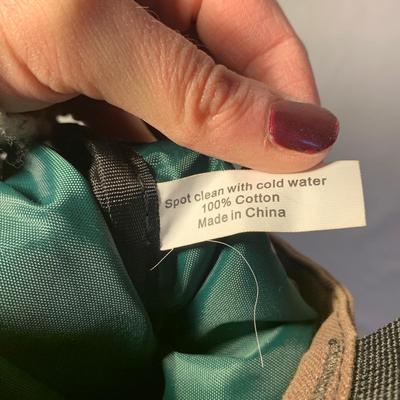 Spot clean with cold water
100% Cotton
Made in China